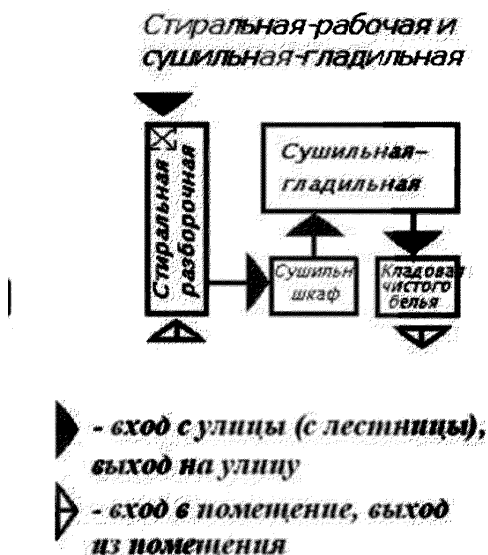 Стиральная-рабочая и
сушильная-гладильная
Стиральная
разборочная
Сушильная-
гладильная
Сушильн
шкаф
Кладовая
чистого
белья
- вход с улицы (с лестницы),
выход на улицу
- вход в помещение, выход
из помещения